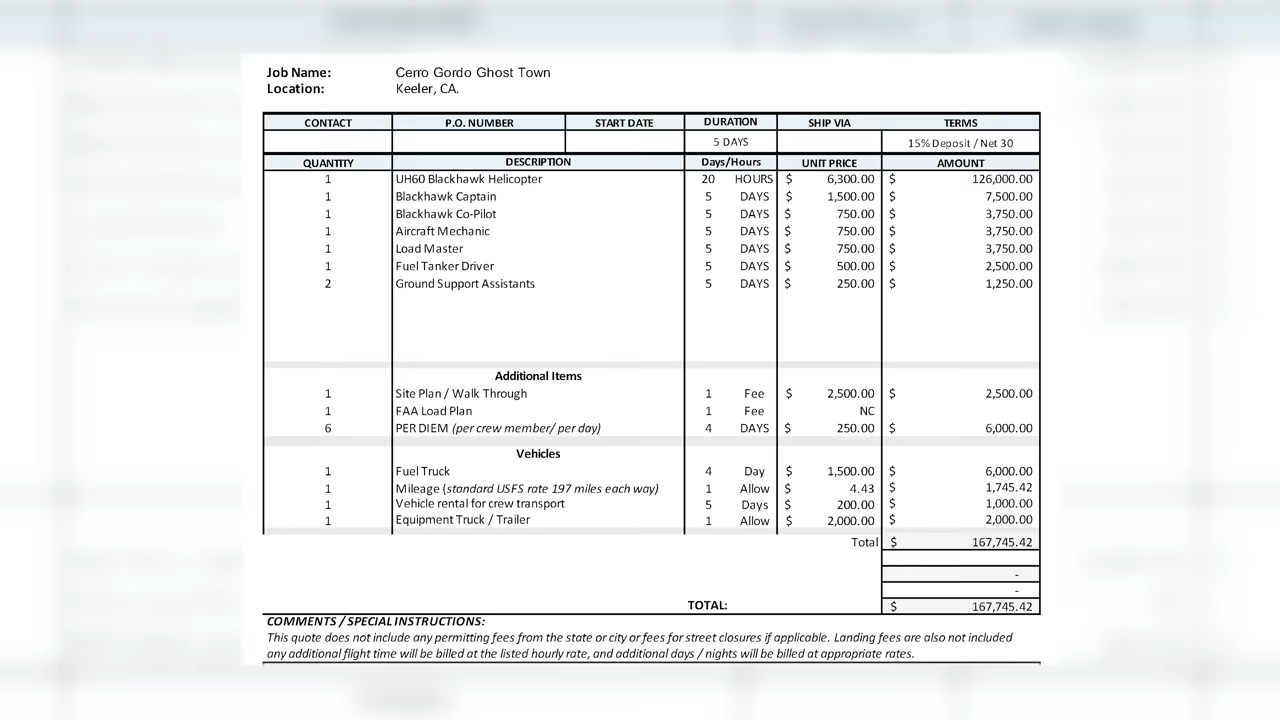 Job Name: Cerro Gordo Ghost Town
Location: Keeler, CA.
CONTACT P.O. NUMBER START DATE DURATION SHIP VIA TERMS
5 DAYS 15% Deposit / Net 30
QUANTITY DESCRIPTION Days/Hours UNIT PRICE AMOUNT
1 UH60 Blackhawk Helicopter 20 HOURS $ 6,300.00 $ 126,000.00
1 Blackhawk Captain 5 DAYS $ 1,500.00 $ 7,500.00
1 Blackhawk Co-Pilot 5 DAYS $ 750.00 $ 3,750.00
1 Aircraft Mechanic 5 DAYS $ 750.00 $ 3,750.00
1 Load Master 5 DAYS $ 750.00 $ 3,750.00
1 Fuel Tanker Driver 5 DAYS $ 500.00 $ 2,500.00
2 Ground Support Assistants 5 DAYS $ 250.00 $ 1,250.00
Additional Items
1 Site Plan / Walk Through 1 Fee $ 2,500.00 $ 2,500.00
1 FAA Load Plan 1 Fee NC
6 PER DIEM (per crew member/ per day) 4 DAYS $ 250.00 $ 6,000.00
Vehicles
1 Fuel Truck 4 Day $ 1,500.00 $ 6,000.00
1 Mileage (standard USFS rate 197 miles each way) 1 Allow $ 4.43 $ 1,745.42
1 Vehicle rental for crew transport 5 Days $ 200.00 $ 1,000.00
1 Equipment Truck / Trailer 1 Allow $ 2,000.00 $ 2,000.00
Total $ 167,745.42
-
-
TOTAL: $ 167,745.42
COMMENTS / SPECIAL INSTRUCTIONS:
This quote does not include any permitting fees from the state or city or fees for street closures if applicable. Landing fees are also not included
any additional flight time will be billed at the listed hourly rate, and additional days / nights will be billed at appropriate rates.